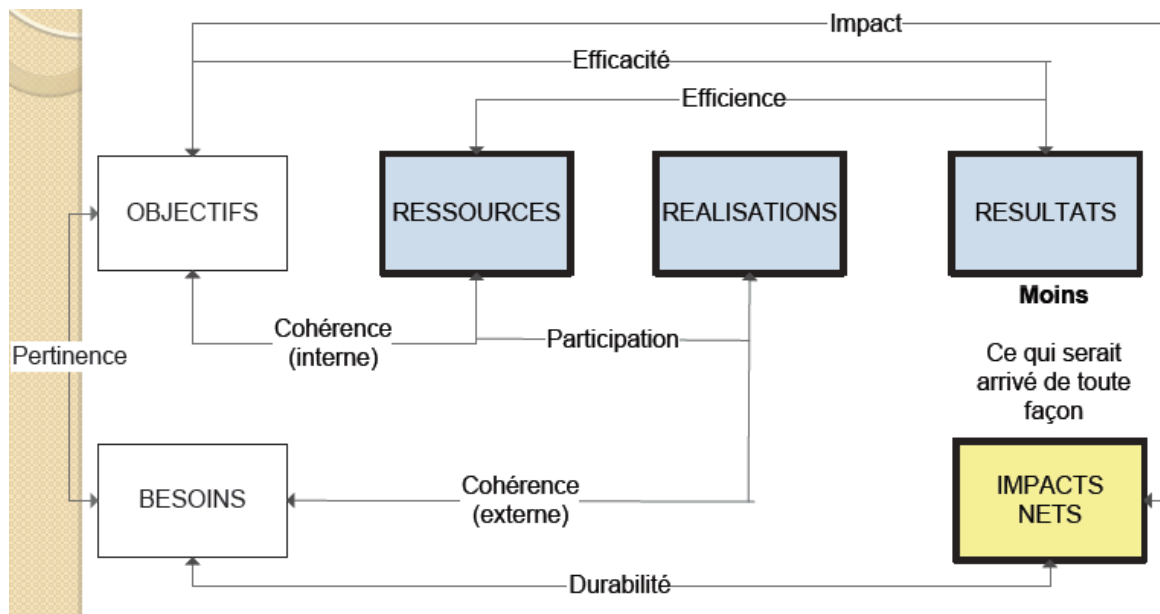 Impact
Efficacité
Efficience
OBJECTIFS
RESSOURCES
REALISATIONS
RESULTATS
Moins
Cohérence
(interne)
Participation
Pertinence
Ce qui serait
arrivé de toute
façon
BESOINS
Cohérence
(externe)
IMPACTS
NETS
Durabilité